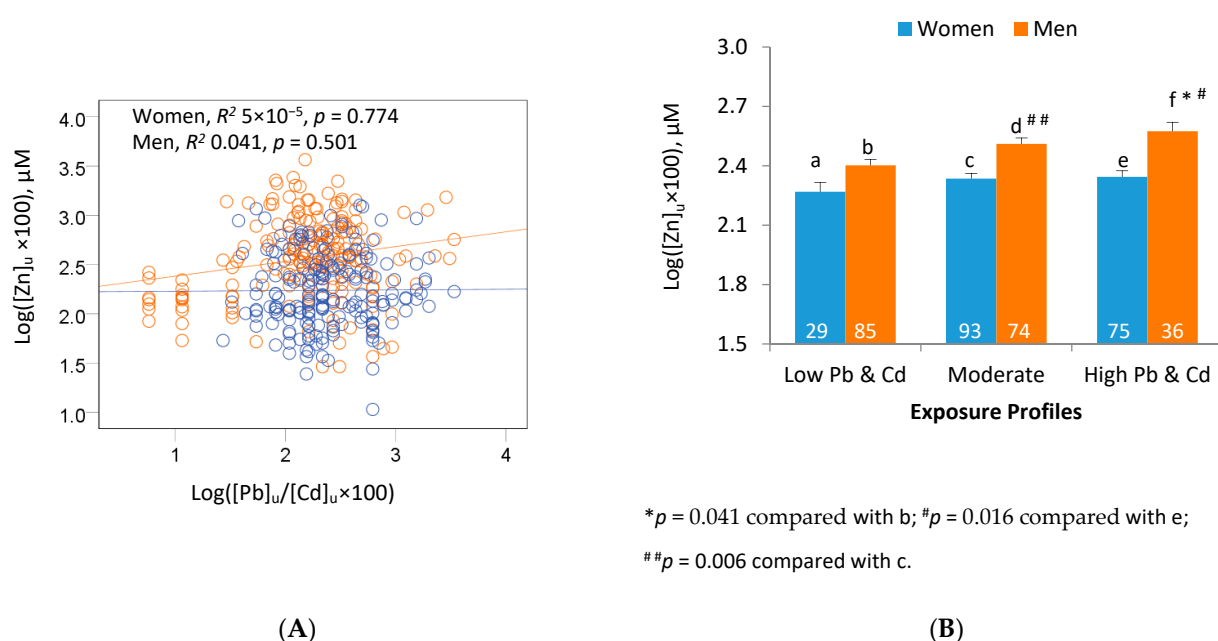 Women, R² 5×10⁻⁵, p = 0.774
Men, R² 0.041, p = 0.501
Log([Zn]ᵤ ×100), µM
4.0
3.5
3.0
2.5
2.0
1.5
1.0
1 2 3 4
Log([Pb]ᵤ/[Cd]ᵤ×100)
(A)
Women Men
Log([Zn]ᵤ×100), µM
3.0
2.7
2.4
2.1
1.8
1.5
a b c d ## e f * #
29 85 93 74 75 36
Low Pb & Cd Moderate High Pb & Cd
Exposure Profiles
*p = 0.041 compared with b; #p = 0.016 compared with e;
##p = 0.006 compared with c.
(B)